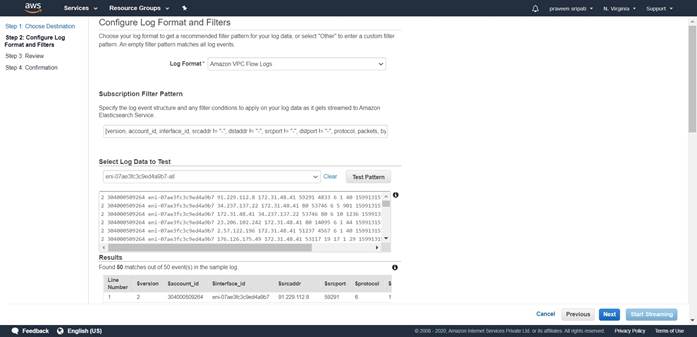 aws
Services
Resource Groups
praveen sripati
N. Virginia
Support
Step 1: Choose Destination
Step 2: Configure Log Format and Filters
Step 3: Review
Step 4: Confirmation
Configure Log Format and Filters
Choose your log format to get a recommended filter pattern for your log data, or select "Other" to enter a custom filter
pattern. An empty filter pattern matches all log events.
Log Format * Amazon VPC Flow Logs
Subscription Filter Pattern
Specify the log event structure and any filter conditions to apply on your log data as it gets streamed to Amazon
Elasticsearch Service.
[version, account_id, interface_id, srcaddr != "-", dstaddr != "-", srcport != "-", dstport != "-", protocol, packets, by
Select Log Data to Test
eni-07ae3fc3c9ed4a9b7-all
Clear
Test Pattern
2 304000509264 eni-07ae3fc3c9ed4a9b7 91.229.112.8 172.31.48.41 59291 4833 6 1 40 15991315
2 304000509264 eni-07ae3fc3c9ed4a9b7 34.237.137.22 172.31.48.41 80 53746 6 5 901 1599131
2 304000509264 eni-07ae3fc3c9ed4a9b7 172.31.48.41 34.237.137.22 53746 80 6 10 1236 159913
2 304000509264 eni-07ae3fc3c9ed4a9b7 23.206.102.242 172.31.48.41 80 14095 6 1 44 15991315
2 304000509264 eni-07ae3fc3c9ed4a9b7 2.57.122.196 172.31.48.41 51237 4567 6 1 40 15991315
2 304000509264 eni-07ae3fc3c9ed4a9b7 176.126.175.49 172.31.48.41 53117 19 17 1 29 1599131
Results
Found 50 matches out of 50 event(s) in the sample log.
Line Number $version $account_id $interface_id $srcaddr $srcport $protocol
1 2 304000509264 eni-07ae3fc3c9ed4a9b7 91.229.112.8 59291 6
Cancel
Previous
Next
Start Streaming
Feedback
English (US)
© 2008 - 2020, Amazon Internet Services Private Ltd. or its affiliates. All rights reserved.
Privacy Policy
Terms of Use